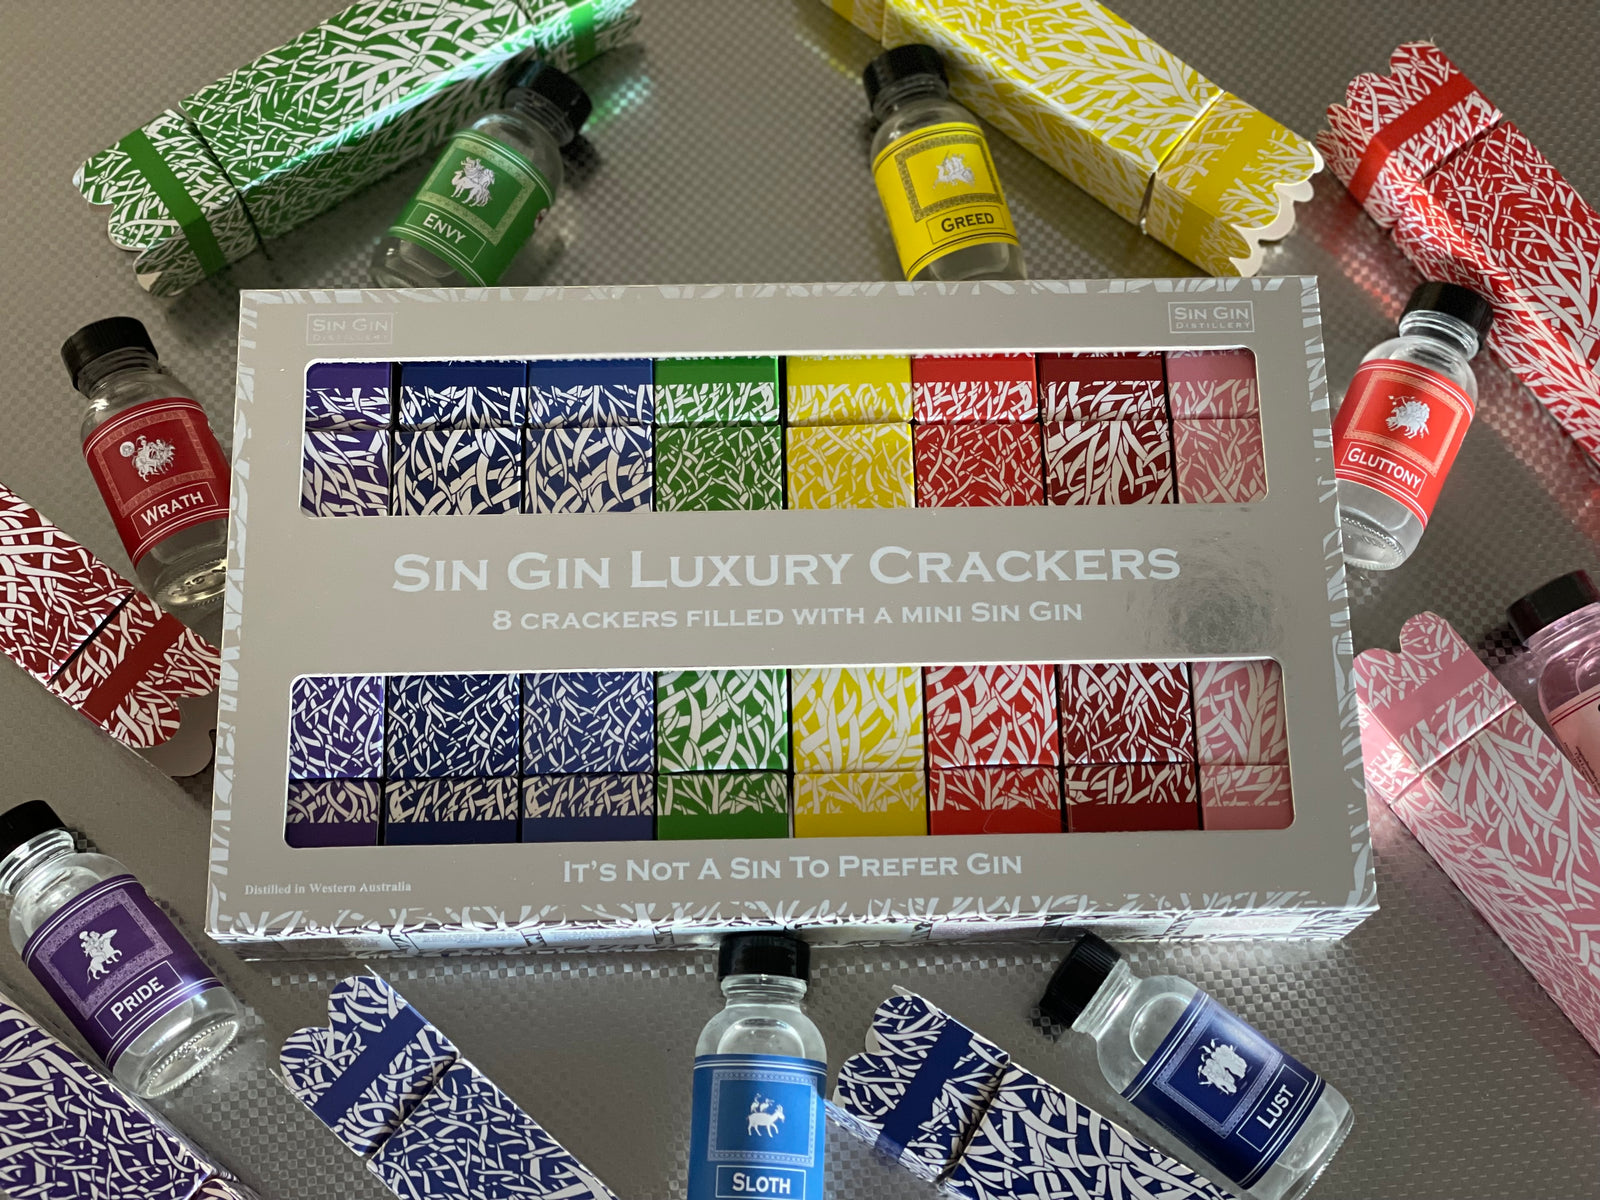 ENVY
GREED
SIN GIN
DISTILLERY
SIN GIN
DISTILLERY
WRATH
GLUTTONY
SIN GIN LUXURY CRACKERS
8 CRACKERS FILLED WITH A MINI SIN GIN
IT'S NOT A SIN TO PREFER GIN
Distilled in Western Australia
PRIDE
SLOTH
LUST